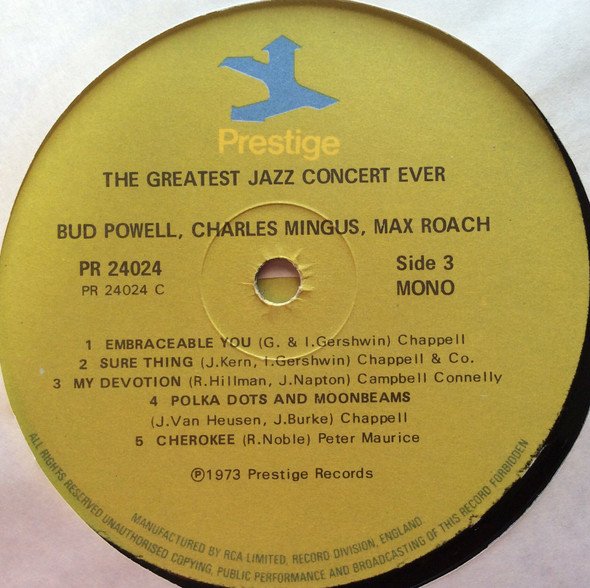 Prestige
THE GREATEST JAZZ CONCERT EVER
BUD POWELL, CHARLES MINGUS, MAX ROACH
PR 24024
PR 24024 C
Side 3
MONO
1 EMBRACEABLE YOU (G. & I.Gershwin) Chappell
2 SURE THING (J.Kern, I.Gershwin) Chappell & Co.
3 MY DEVOTION (R.Hillman, J.Napton) Campbell Connelly
4 POLKA DOTS AND MOONBEAMS
(J.Van Heusen, J.Burke) Chappell
5 CHEROKEE (R.Noble) Peter Maurice
℗1973 Prestige Records
MANUFACTURED BY RCA LIMITED, RECORD DIVISION, ENGLAND
ALL RIGHTS RESERVED UNAUTHORISED COPYING, PUBLIC PERFORMANCE AND BROADCASTING OF THIS RECORD FORBIDDEN